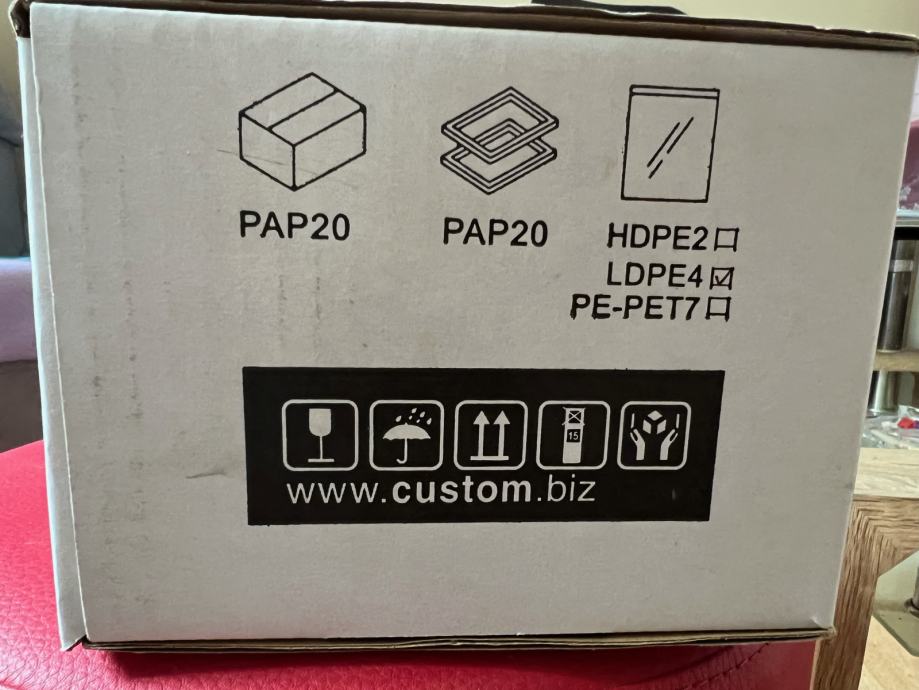 PAP20 PAP20 HDPE2
LDPE4
PE-PET7
15
www.custom.biz